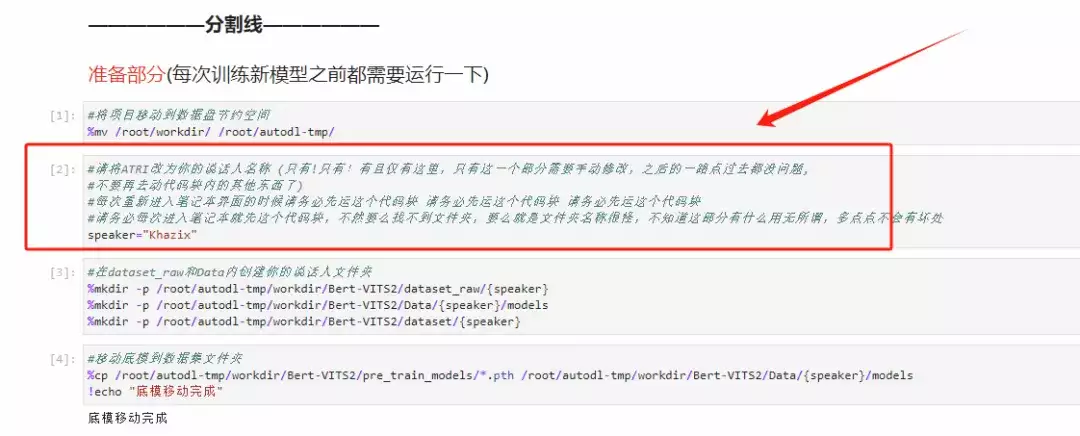 ——————分割线——————
准备部分(每次训练新模型之前都需要运行一下)
[1]:
#将项目移动到数据盘节约空间
%mv /root/workdir/ /root/autodl-tmp/
[2]:
#请将ATRI改为你的说话人名称 (只有!只有! 有且仅有这里，只有这一个部分需要手动修改，之后的一路点过去都没问题，
#不要再去动代码块内的其他东西了)
#每次重新进入笔记本界面的时候请务必先运这个代码块 请务必先运这个代码块 请务必先运这个代码块
#请务必每次进入笔记本就先这个代码块，不然要么找不到文件夹，要么就是文件夹名称很怪，不知道这部分有什么用无所谓，多点点不会有坏处
speaker="Khazix"
[3]:
#在dataset_raw和Data内创建你的说话人文件夹
%mkdir -p /root/autodl-tmp/workdir/Bert-VITS2/dataset_raw/{speaker}
%mkdir -p /root/autodl-tmp/workdir/Bert-VITS2/Data/{speaker}/models
%mkdir -p /root/autodl-tmp/workdir/Bert-VITS2/dataset/{speaker}
[4]:
#移动底模到数据集文件夹
%cp /root/autodl-tmp/workdir/Bert-VITS2/pre_train_models/*.pth /root/autodl-tmp/workdir/Bert-VITS2/Data/{speaker}/models
!echo "底模移动完成"
底模移动完成